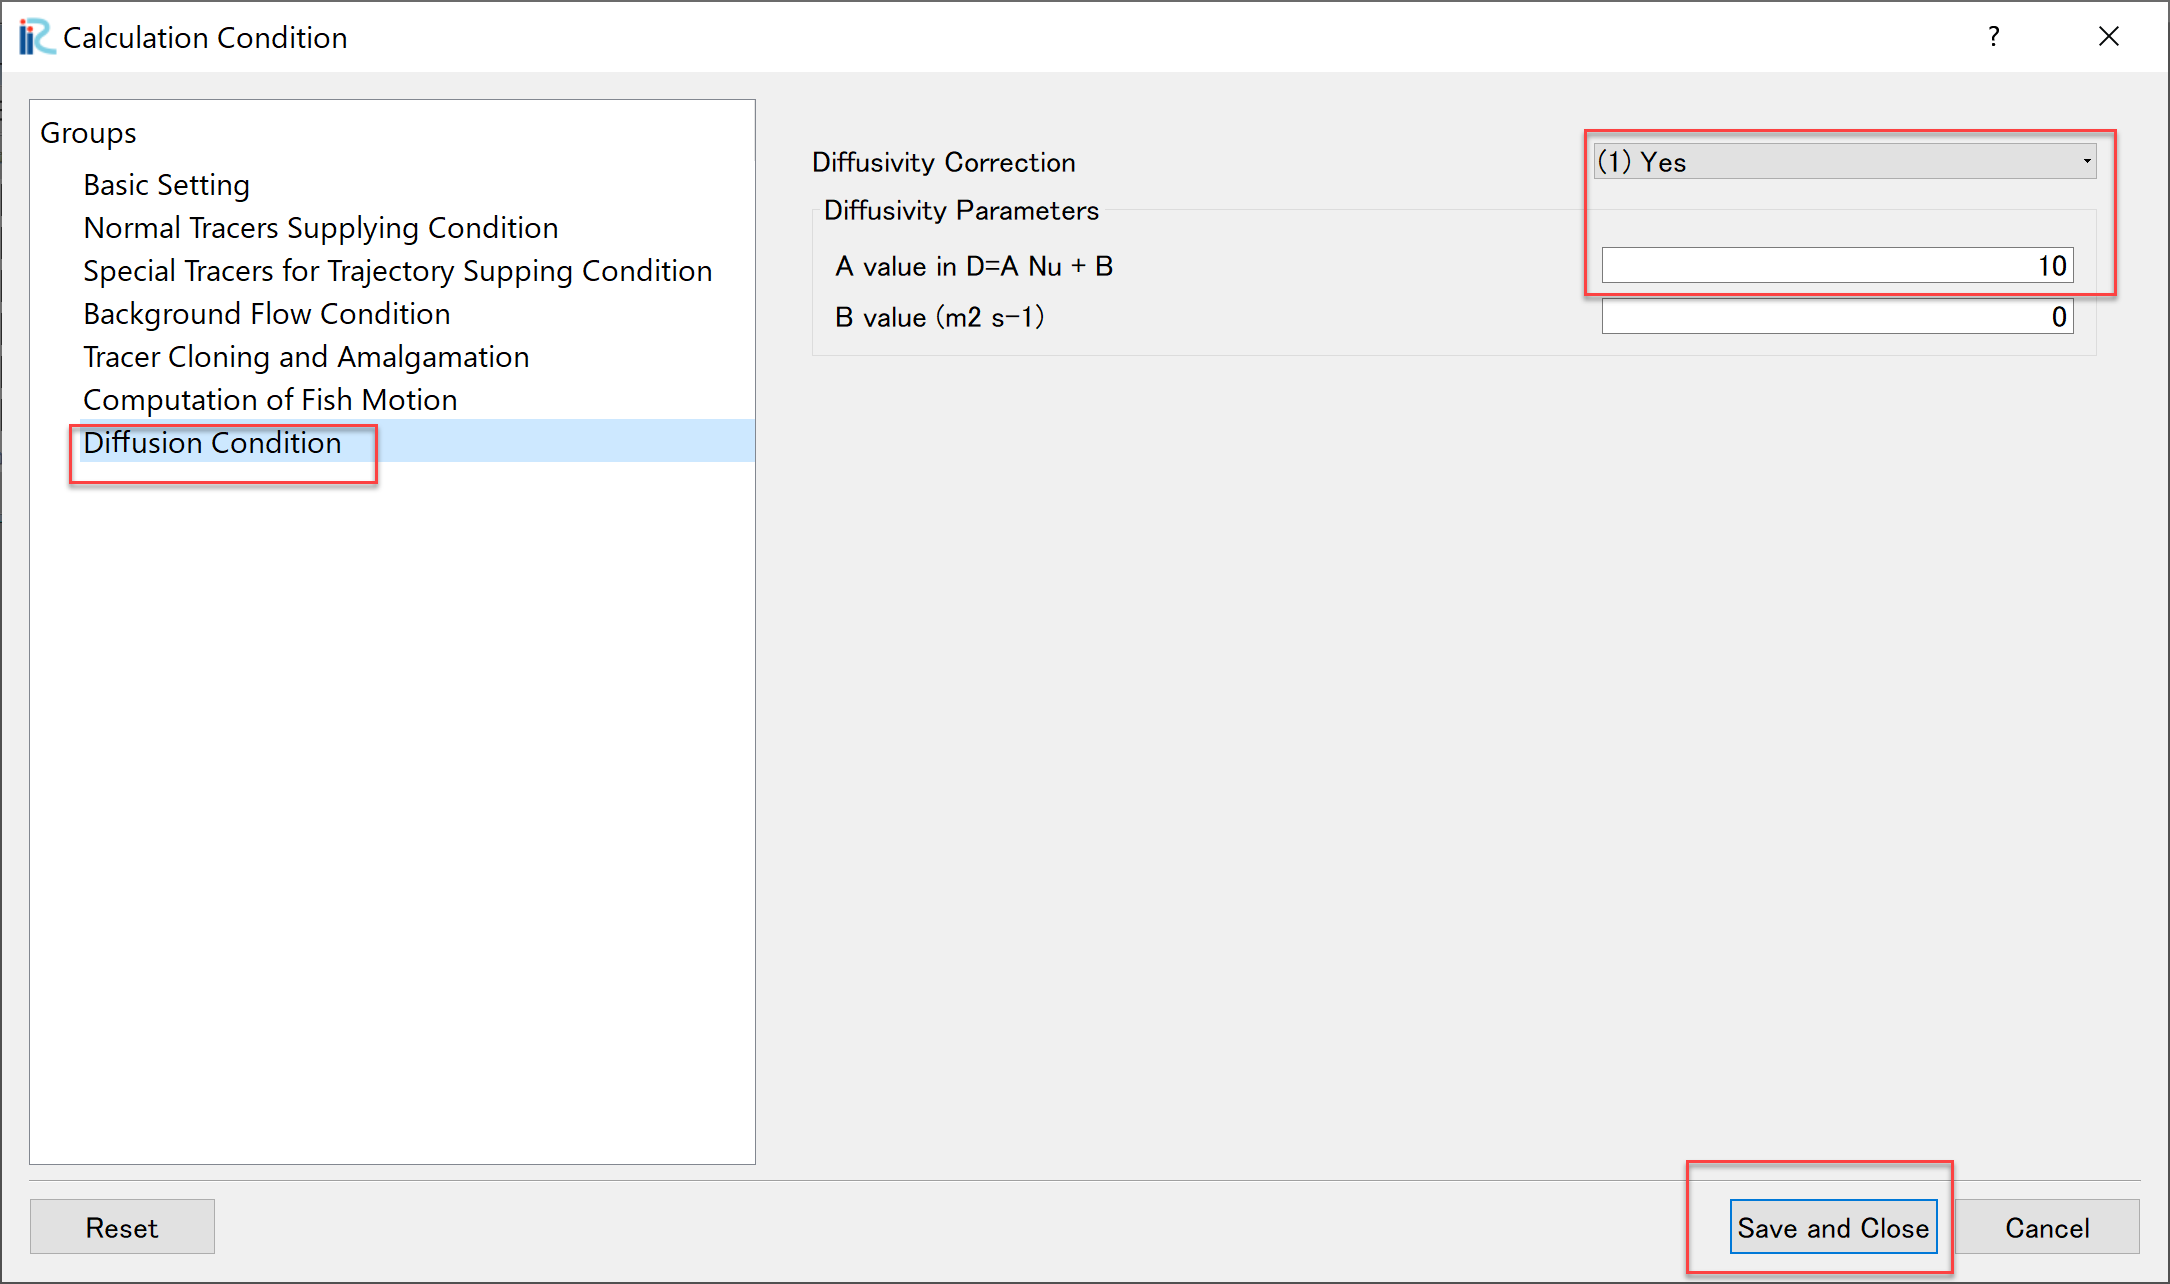 iRC Calculation Condition
?
Groups
Basic Setting
Normal Tracers Supplying Condition
Special Tracers for Trajectory Supping Condition
Background Flow Condition
Tracer Cloning and Amalgamation
Computation of Fish Motion
Diffusion Condition
Diffusivity Correction
(1) Yes
Diffusivity Parameters
A value in D=A Nu + B
10
B value (m2 s-1)
0
Reset
Save and Close
Cancel